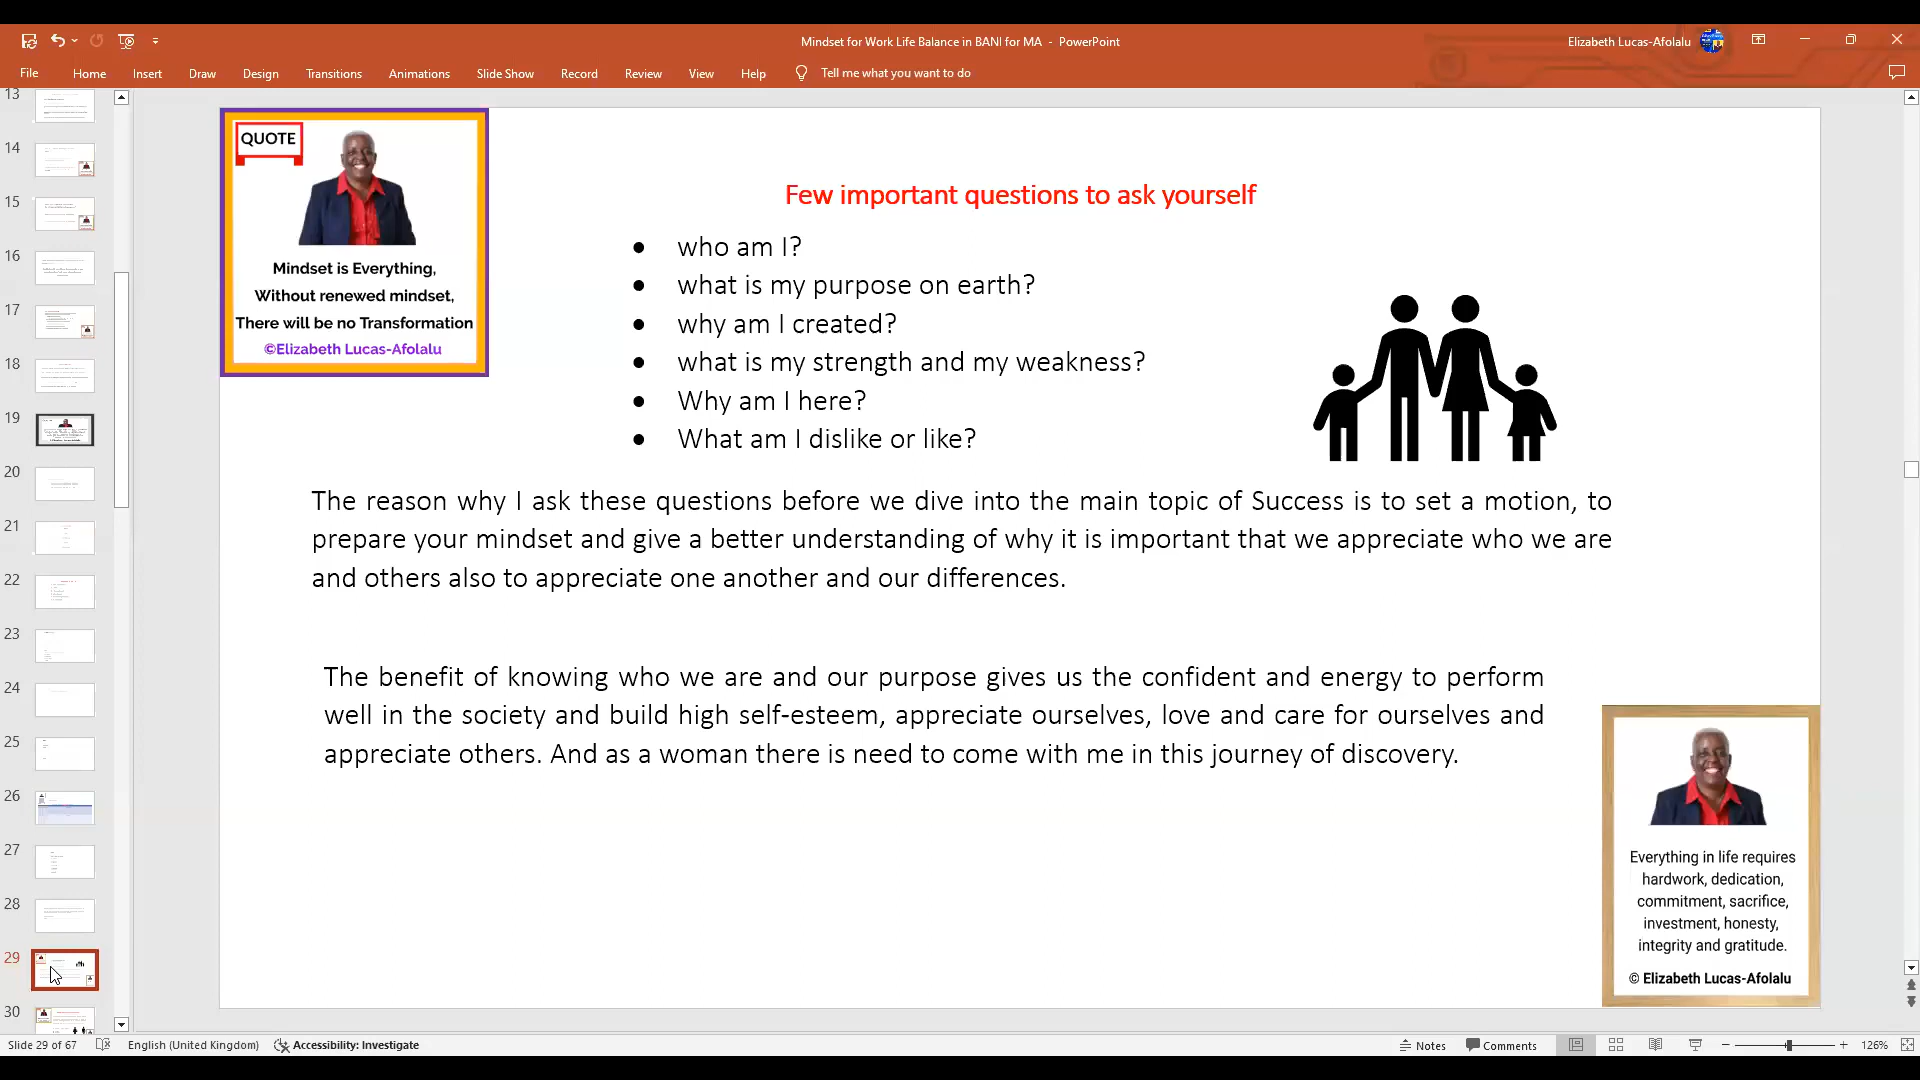 Mindset for Work Life Balance in BANI for MA - PowerPoint
Elizabeth Lucas-Afolalu
File Home Insert Draw Design Transitions Animations Slide Show Record Review View Help Tell me what you want to do
13
14
15
16
17
18
19
20
21
22
23
24
25
26
27
28
29
30
QUOTE
Mindset is Everything,
Without renewed mindset,
There will be no Transformation
©Elizabeth Lucas-Afolalu
Few important questions to ask yourself
• who am I?
• what is my purpose on earth?
• why am I created?
• what is my strength and my weakness?
• Why am I here?
• What am I dislike or like?
The reason why I ask these questions before we dive into the main topic of Success is to set a motion, to
prepare your mindset and give a better understanding of why it is important that we appreciate who we are
and others also to appreciate one another and our differences.
The benefit of knowing who we are and our purpose gives us the confident and energy to perform
well in the society and build high self-esteem, appreciate ourselves, love and care for ourselves and
appreciate others. And as a woman there is need to come with me in this journey of discovery.
Everything in life requires
hardwork, dedication,
commitment, sacrifice,
investment, honesty,
integrity and gratitude.
© Elizabeth Lucas-Afolalu
Slide 29 of 67 English (United Kingdom) Accessibility: Investigate Notes Comments 126%